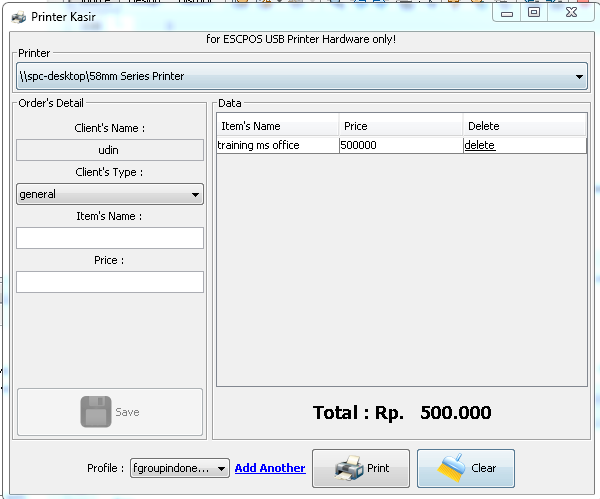 Printer Kasir
for ESCPOS USB Printer Hardware only!
Printer
\\spc-desktop\58mm Series Printer
Order's Detail
Client's Name :
udin
Client's Type :
general
Item's Name :
Price :
Save
Data
Item's Name Price Delete
training ms office 500000 delete
Total : Rp. 500.000
Profile : fgroupindone... Add Another Print Clear